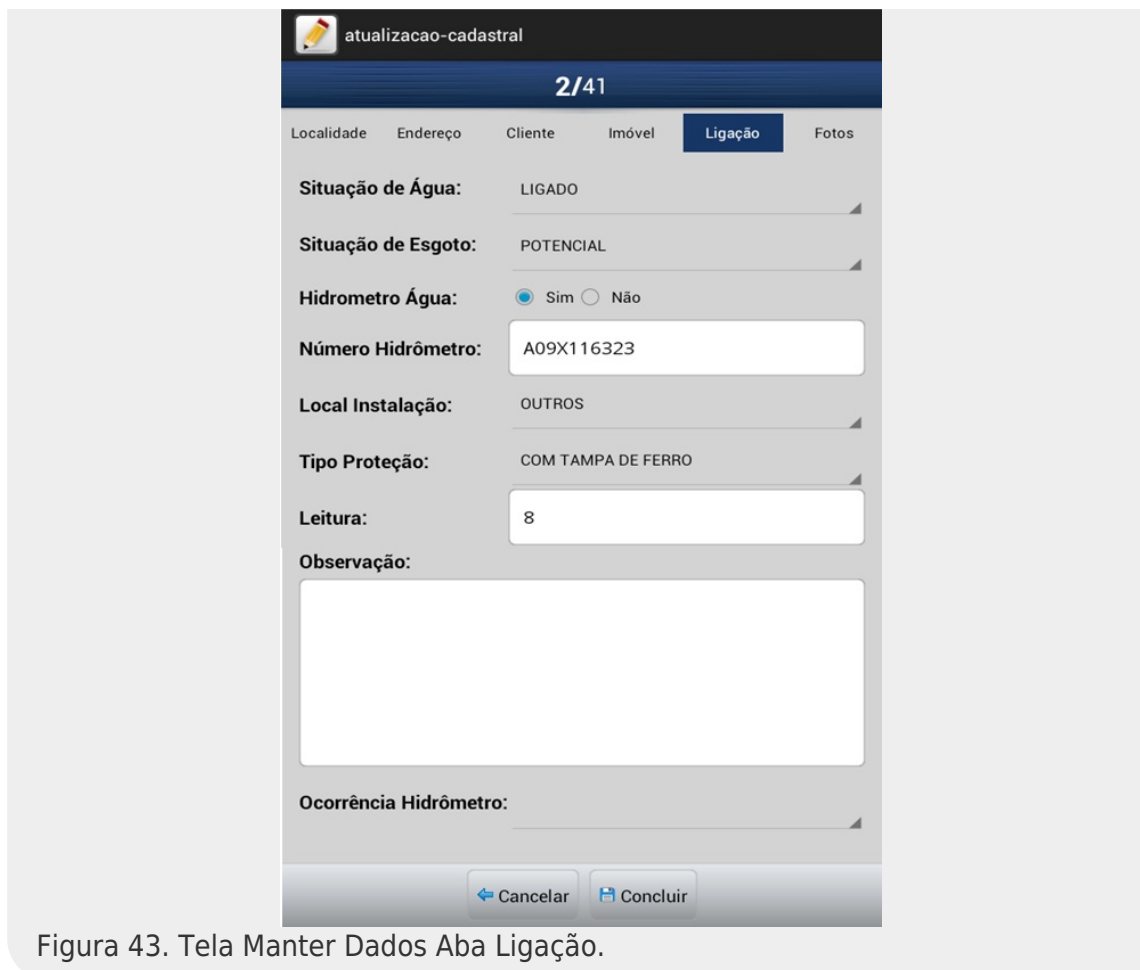 atualizacao-cadastral
2/41
Localidade Endereço Cliente Imóvel Ligação Fotos
Situação de Água: LIGADO
Situação de Esgoto: POTENCIAL
Hidrometro Água: Sim Não
Número Hidrômetro: A09X116323
Local Instalação: OUTROS
Tipo Proteção: COM TAMPA DE FERRO
Leitura: 8
Observação:
Ocorrência Hidrômetro:
Cancelar Concluir
Figura 43. Tela Manter Dados Aba Ligação.